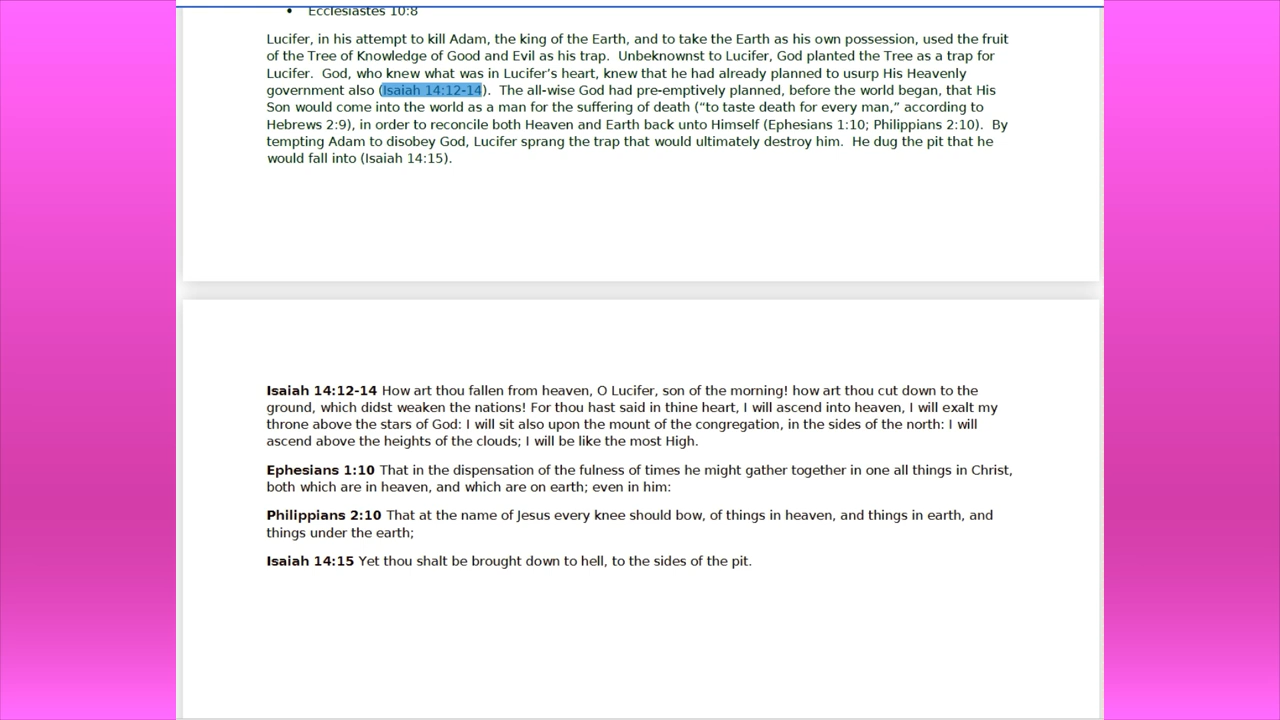 • Ecclesiastes 10:8
Lucifer, in his attempt to kill Adam, the king of the Earth, and to take the Earth as his own possession, used the fruit
of the Tree of Knowledge of Good and Evil as his trap.  Unbeknownst to Lucifer, God planted the Tree as a trap for
Lucifer.  God, who knew what was in Lucifer’s heart, knew that he had already planned to usurp His Heavenly
government also (Isaiah 14:12-14).  The all-wise God had pre-emptively planned, before the world began, that His
Son would come into the world as a man for the suffering of death (“to taste death for every man,” according to
Hebrews 2:9), in order to reconcile both Heaven and Earth back unto Himself (Ephesians 1:10; Philippians 2:10).  By
tempting Adam to disobey God, Lucifer sprang the trap that would ultimately destroy him.  He dug the pit that he
would fall into (Isaiah 14:15).
Isaiah 14:12-14 How art thou fallen from heaven, O Lucifer, son of the morning! how art thou cut down to the
ground, which didst weaken the nations! For thou hast said in thine heart, I will ascend into heaven, I will exalt my
throne above the stars of God: I will sit also upon the mount of the congregation, in the sides of the north: I will
ascend above the heights of the clouds; I will be like the most High.
Ephesians 1:10 That in the dispensation of the fulness of times he might gather together in one all things in Christ,
both which are in heaven, and which are on earth; even in him:
Philippians 2:10 That at the name of Jesus every knee should bow, of things in heaven, and things in earth, and
things under the earth;
Isaiah 14:15 Yet thou shalt be brought down to hell, to the sides of the pit.